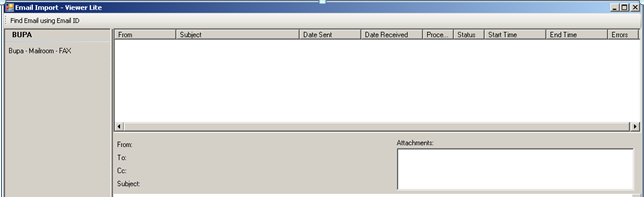 Email Import - Viewer Lite
Find Email using Email ID
BUPA
Bupa - Mailroom - FAX
From Subject Date Sent Date Received Proce... Status Start Time End Time Errors
From:
To:
Cc:
Subject:
Attachments: